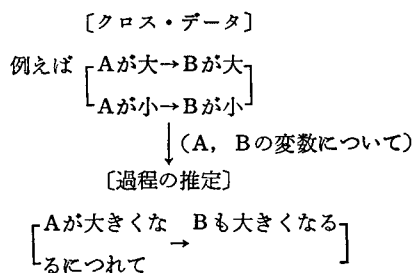 〔クロス・データ〕
例えば Aが大→Bが大
Aが小→Bが小
(A, Bの変数について)
〔過程の推定〕
Aが大きくな → Bも大きくなる
るにつれて